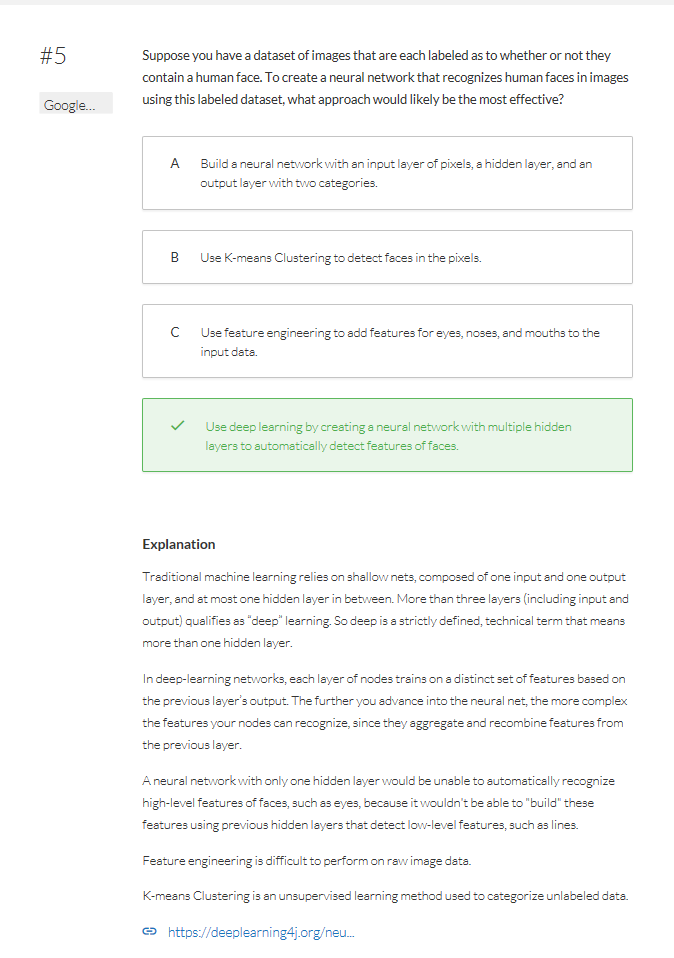 #5
Google...
Suppose you have a dataset of images that are each labeled as to whether or not they
contain a human face. To create a neural network that recognizes human faces in images
using this labeled dataset, what approach would likely be the most effective?
A Build a neural network with an input layer of pixels, a hidden layer, and an
output layer with two categories.
B Use K-means Clustering to detect faces in the pixels.
C Use feature engineering to add features for eyes, noses, and mouths to the
input data.
Use deep learning by creating a neural network with multiple hidden
layers to automatically detect features of faces.
Explanation
Traditional machine learning relies on shallow nets, composed of one input and one output
layer, and at most one hidden layer in between. More than three layers (including input and
output) qualifies as "deep" learning. So deep is a strictly defined, technical term that means
more than one hidden layer.
In deep-learning networks, each layer of nodes trains on a distinct set of features based on
the previous layer's output. The further you advance into the neural net, the more complex
the features your nodes can recognize, since they aggregate and recombine features from
the previous layer.
A neural network with only one hidden layer would be unable to automatically recognize
high-level features of faces, such as eyes, because it wouldn't be able to "build" these
features using previous hidden layers that detect low-level features, such as lines.
Feature engineering is difficult to perform on raw image data.
K-means Clustering is an unsupervised learning method used to categorize unlabeled data.
https://deeplearning4j.org/neu...